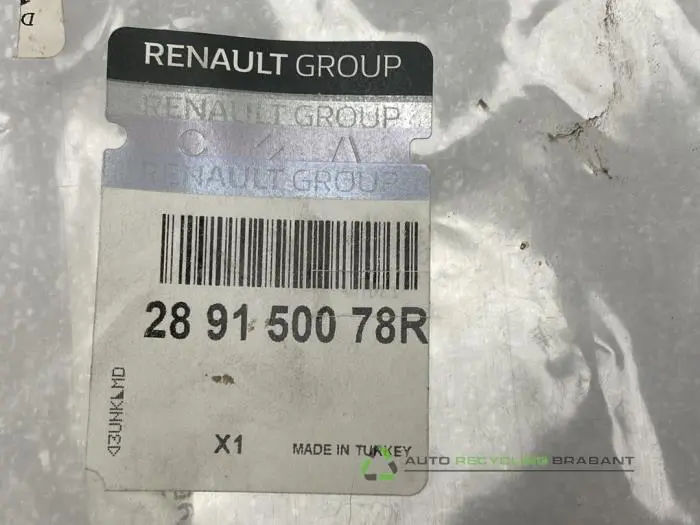 RENAULT GROUP
RENAULT GROUP
RENAULT GROUP
28 91 500 78R
X1
MADE IN TURKEY
AUTO RECYCLING BRABANT